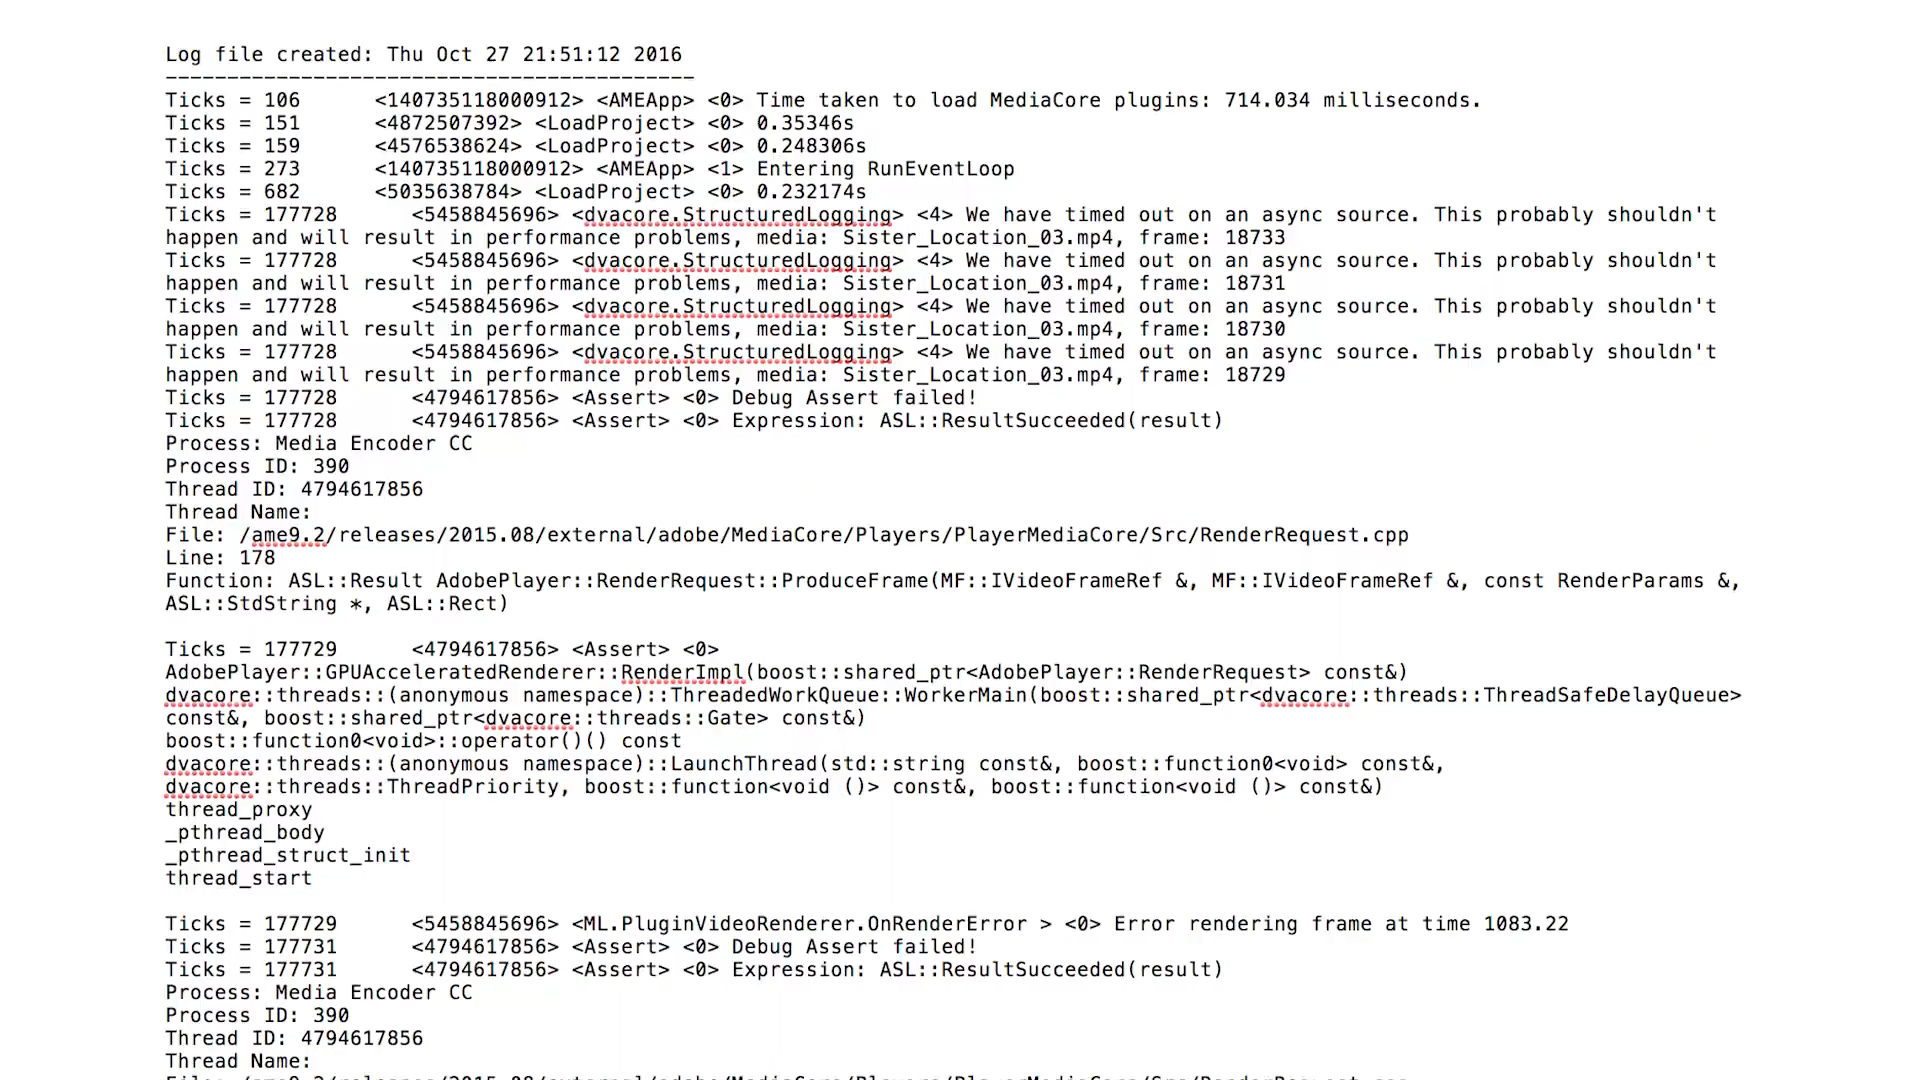 Log file created: Thu Oct 27 21:51:12 2016
-------------------------------------------
Ticks = 106      <140735118000912> <AMEApp> <0> Time taken to load MediaCore plugins: 714.034 milliseconds.
Ticks = 151      <4872507392> <LoadProject> <0> 0.35346s
Ticks = 159      <4576538624> <LoadProject> <0> 0.248306s
Ticks = 273      <140735118000912> <AMEApp> <1> Entering RunEventLoop
Ticks = 682      <5035638784> <LoadProject> <0> 0.232174s
Ticks = 177728      <5458845696> <dvacore.StructuredLogging> <4> We have timed out on an async source. This probably shouldn't
happen and will result in performance problems, media: Sister_Location_03.mp4, frame: 18733
Ticks = 177728      <5458845696> <dvacore.StructuredLogging> <4> We have timed out on an async source. This probably shouldn't
happen and will result in performance problems, media: Sister_Location_03.mp4, frame: 18731
Ticks = 177728      <5458845696> <dvacore.StructuredLogging> <4> We have timed out on an async source. This probably shouldn't
happen and will result in performance problems, media: Sister_Location_03.mp4, frame: 18730
Ticks = 177728      <5458845696> <dvacore.StructuredLogging> <4> We have timed out on an async source. This probably shouldn't
happen and will result in performance problems, media: Sister_Location_03.mp4, frame: 18729
Ticks = 177728      <4794617856> <Assert> <0> Debug Assert failed!
Ticks = 177728      <4794617856> <Assert> <0> Expression: ASL::ResultSucceeded(result)
Process: Media Encoder CC
Process ID: 390
Thread ID: 4794617856
Thread Name:
File: /ame9.2/releases/2015.08/external/adobe/MediaCore/Players/PlayerMediaCore/Src/RenderRequest.cpp
Line: 178
Function: ASL::Result AdobePlayer::RenderRequest::ProduceFrame(MF::IVideoFrameRef &, MF::IVideoFrameRef &, const RenderParams &,
ASL::StdString *, ASL::Rect)

Ticks = 177729      <4794617856> <Assert> <0>
AdobePlayer::GPUAcceleratedRenderer::RenderImpl(boost::shared_ptr<AdobePlayer::RenderRequest> const&)
dvacore::threads::(anonymous namespace)::ThreadedWorkQueue::WorkerMain(boost::shared_ptr<dvacore::threads::ThreadSafeDelayQueue>
const&, boost::shared_ptr<dvacore::threads::Gate> const&)
boost::function0<void>::operator()() const
dvacore::threads::(anonymous namespace)::LaunchThread(std::string const&, boost::function0<void> const&,
dvacore::threads::ThreadPriority, boost::function<void ()> const&, boost::function<void ()> const&)
thread_proxy
_pthread_body
_pthread_struct_init
thread_start

Ticks = 177729      <5458845696> <ML.PluginVideoRenderer.OnRenderError > <0> Error rendering frame at time 1083.22
Ticks = 177731      <4794617856> <Assert> <0> Debug Assert failed!
Ticks = 177731      <4794617856> <Assert> <0> Expression: ASL::ResultSucceeded(result)
Process: Media Encoder CC
Process ID: 390
Thread ID: 4794617856
Thread Name: